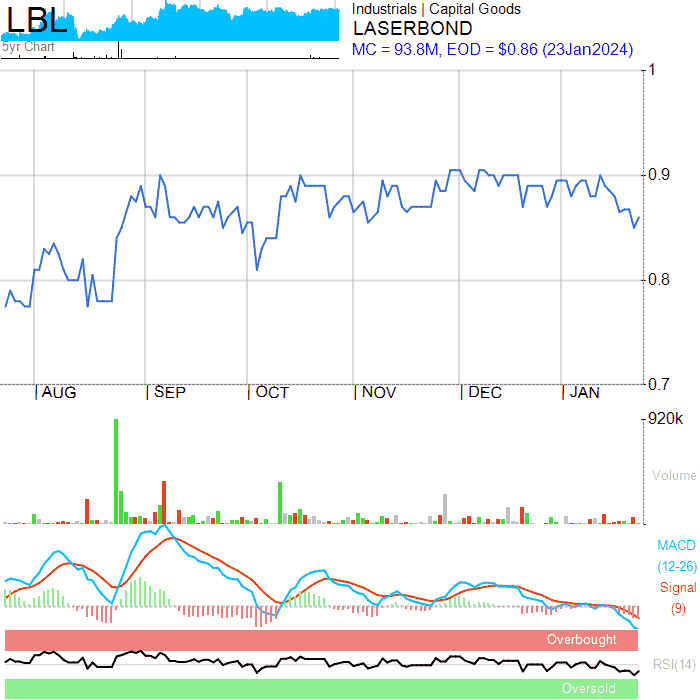 LBL
5yr Chart
Industrials | Capital Goods
LASERBOND
MC = 93.8M, EOD = $0.86 (23Jan2024)
1
0.9
0.8
0.7
AUG SEP OCT NOV DEC JAN
920k
Volume
MACD
(12-26)
Signal
(9)
Overbought
RSI(14)
Oversold